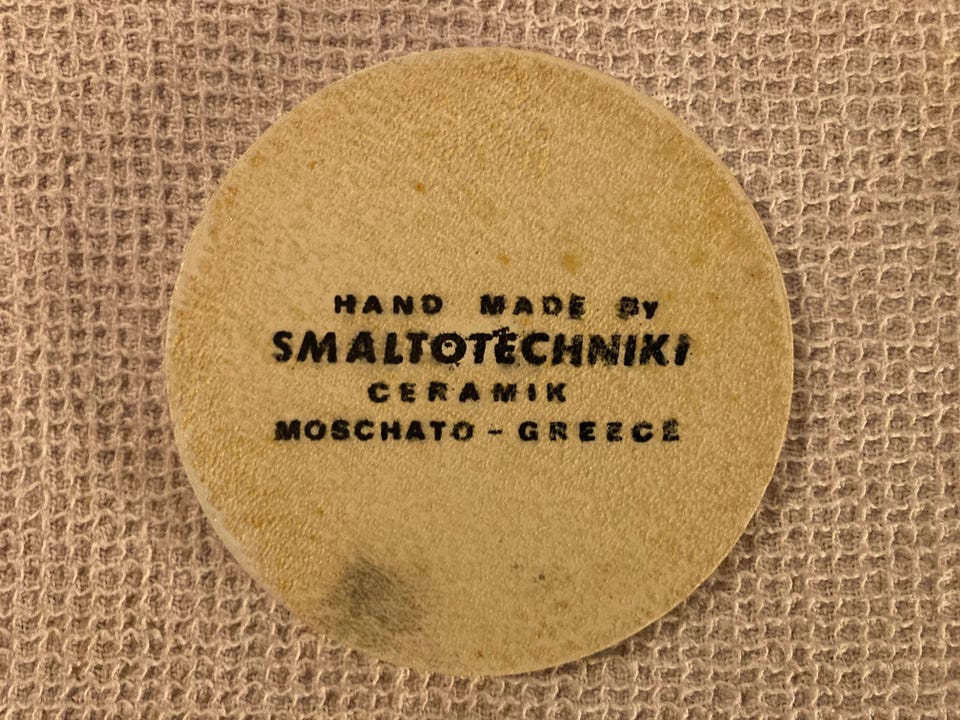 HAND MADE By
SMALTOTECHNIKI
CERAMIK
MOSCHATO - GREECE